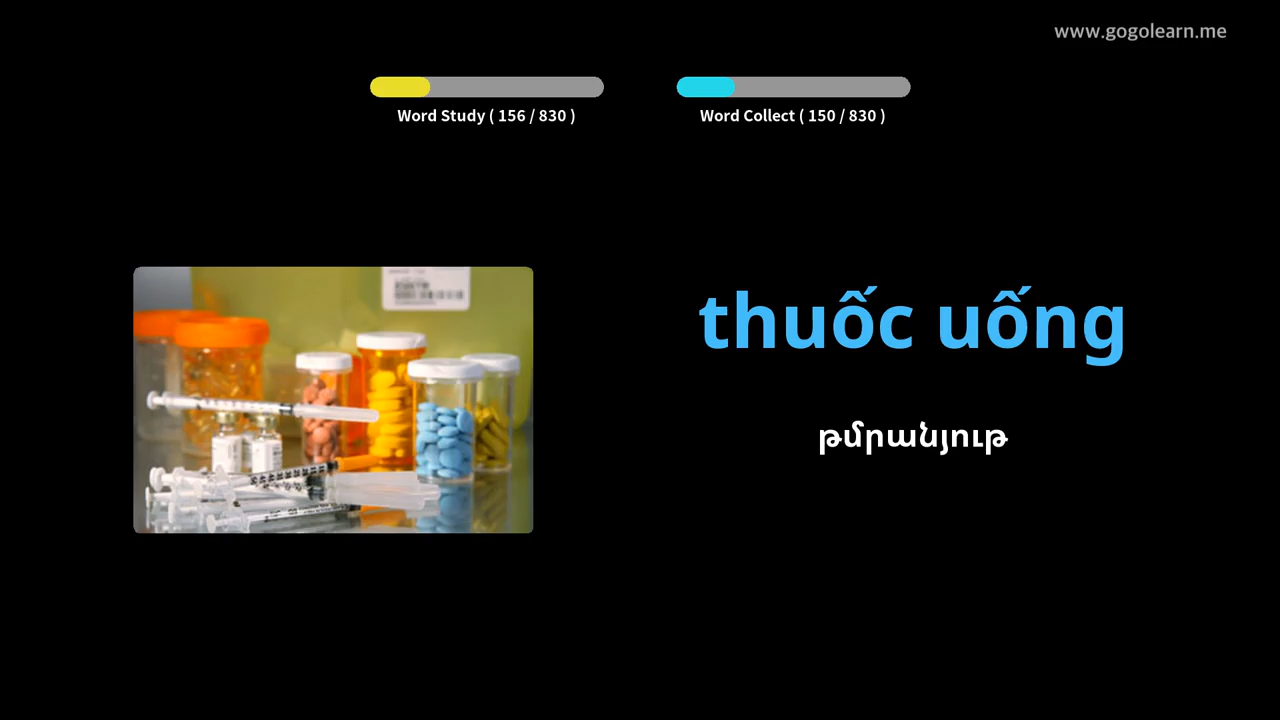 www.gogolearn.me
Word Study ( 156 / 830 )
Word Collect ( 150 / 830 )
thuốc uống
թմրանյութ